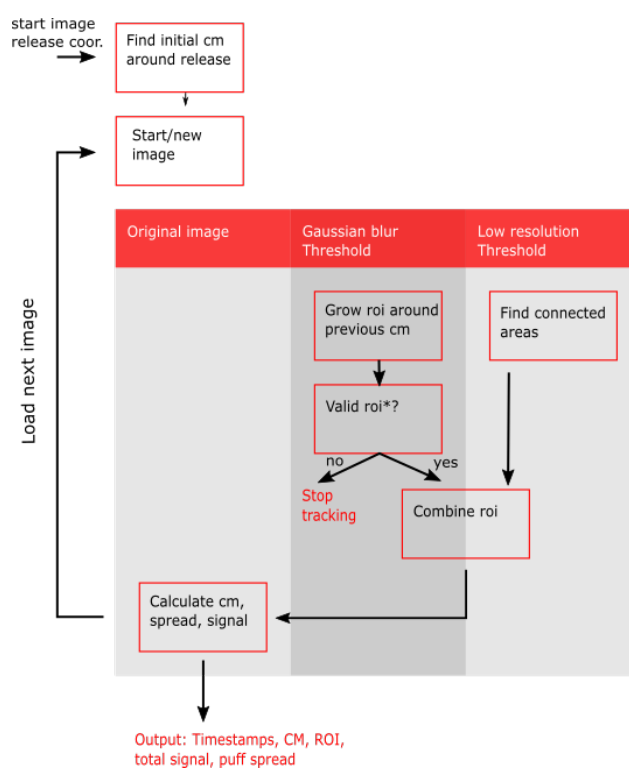 start image
release coor.
Find initial cm
around release
Start/new
image
Original image
Gaussian blur
Threshold
Low resolution
Threshold
Grow roi around
previous cm
Find connected
areas
Load next image
Valid roi*?
no
yes
Stop
tracking
Combine roi
Calculate cm,
spread, signal
Output: Timestamps, CM, ROI,
total signal, puff spread